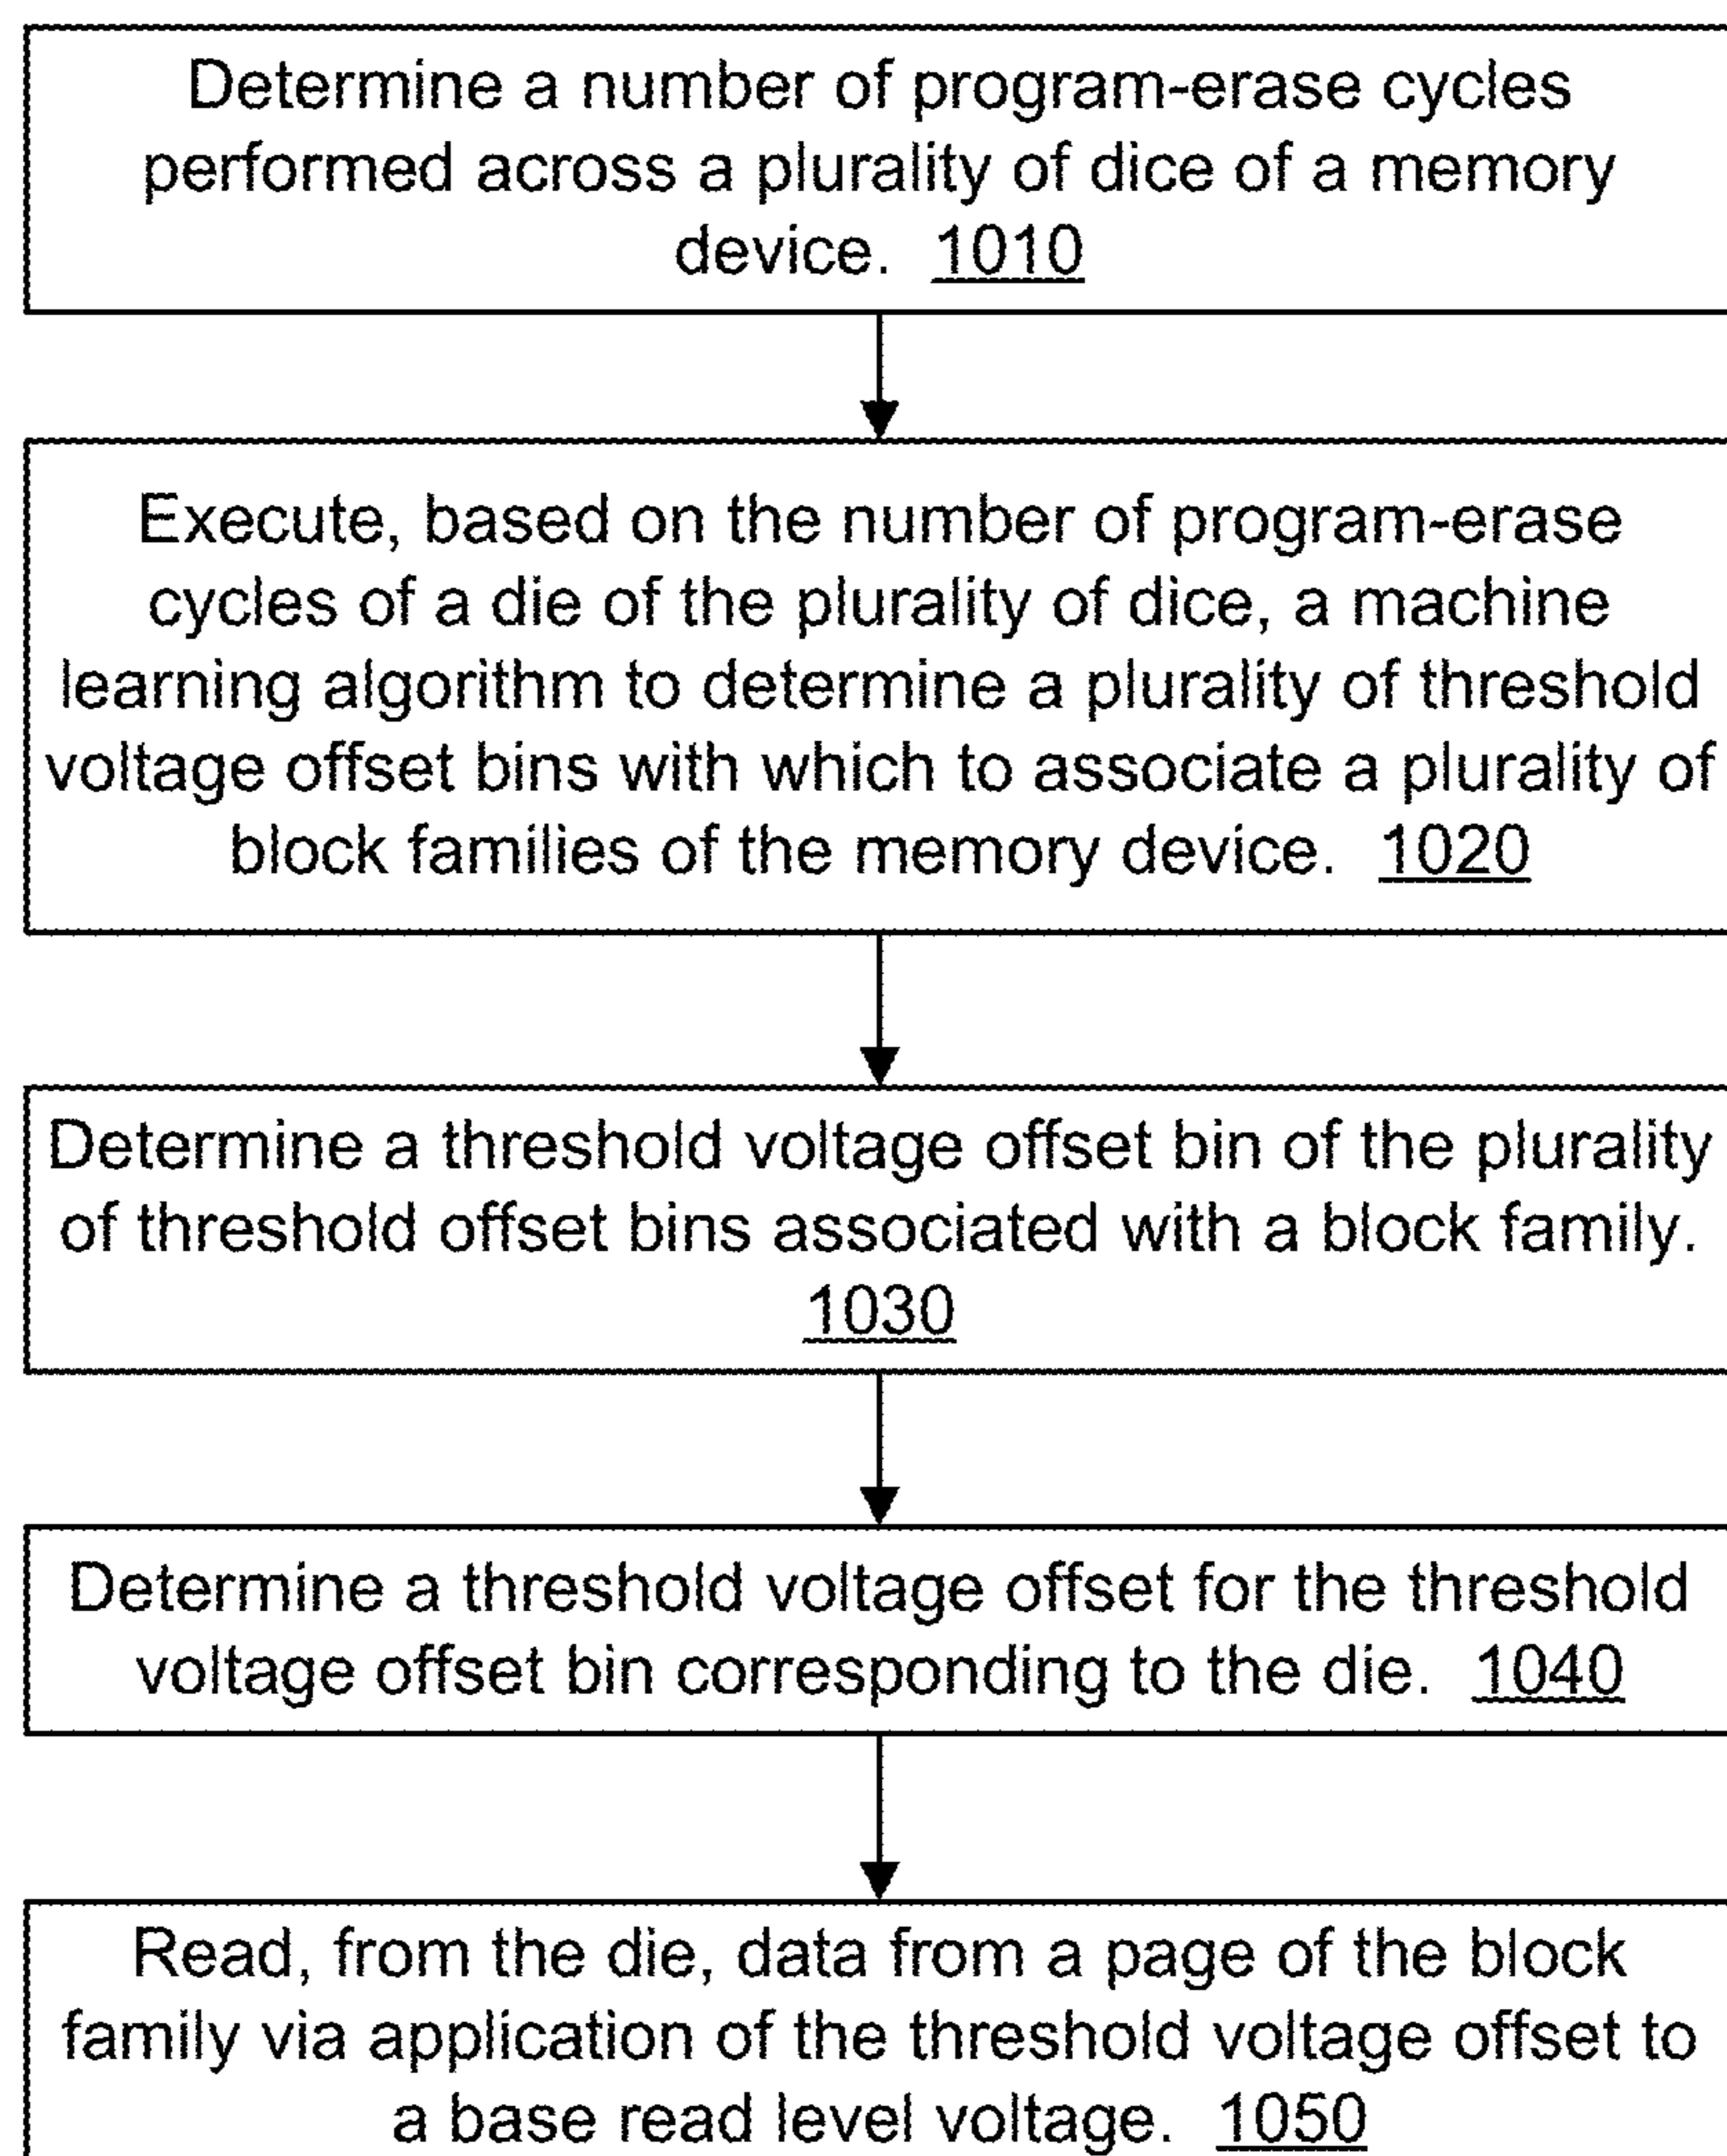 Determine a number of program-erase cycles
performed across a plurality of dice of a memory
device. 1010
Execute, based on the number of program-erase
cycles of a die of the plurality of dice, a machine
learning algorithm to determine a plurality of threshold
voltage offset bins with which to associate a plurality of
block families of the memory device. 1020
Determine a threshold voltage offset bin of the plurality
of threshold offset bins associated with a block family.
1030
Determine a threshold voltage offset for the threshold
voltage offset bin corresponding to the die. 1040
Read, from the die, data from a page of the block
family via application of the threshold voltage offset to
a base read level voltage. 1050